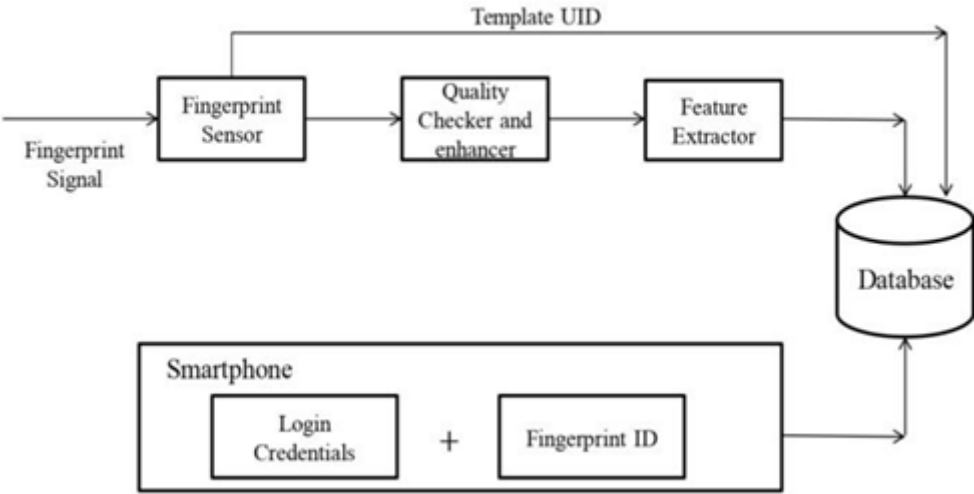 Template UID
Fingerprint
Sensor
Quality
Checker and
enhancer
Feature
Extractor
Fingerprint
Signal
Database
Smartphone
Login
Credentials
+
Fingerprint ID